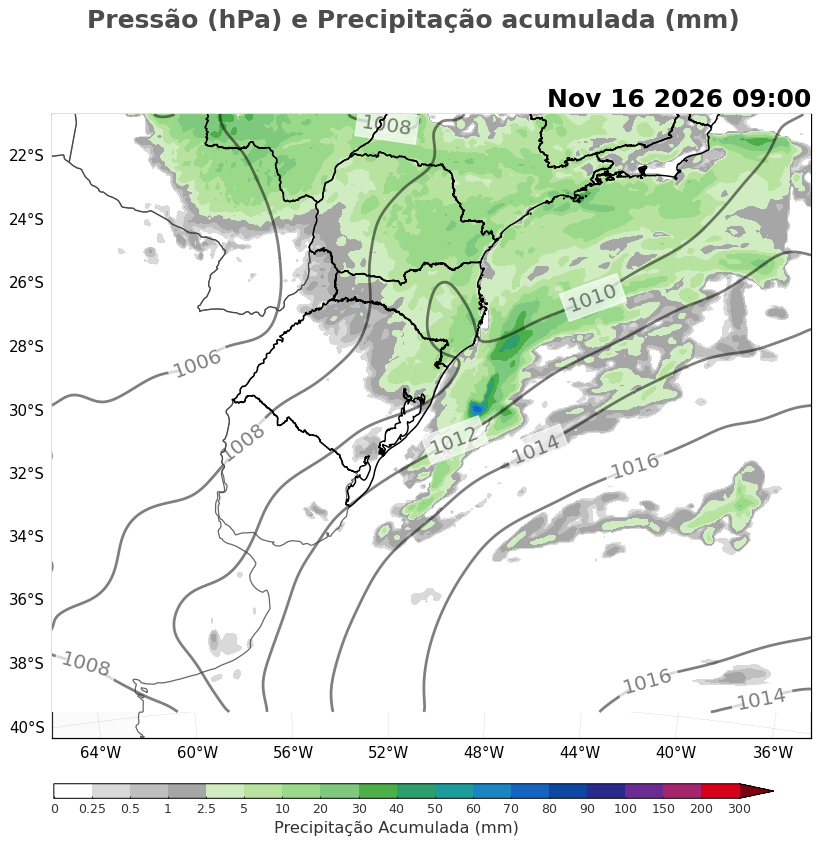 Pressão (hPa) e Precipitação acumulada (mm)
Nov 16 2026 09:00
1008
22°S
24°S
26°S
1010
28°S
1006
30°S
1008
1012
1014
32°S
1016
34°S
36°S
38°S
1008
1016
1014
40°S
64°W 60°W 56°W 52°W 48°W 44°W 40°W 36°W
0 0.25 0.5 1 2.5 5 10 20 30 40 50 60 70 80 90 100 150 200 300
Precipitação Acumulada (mm)